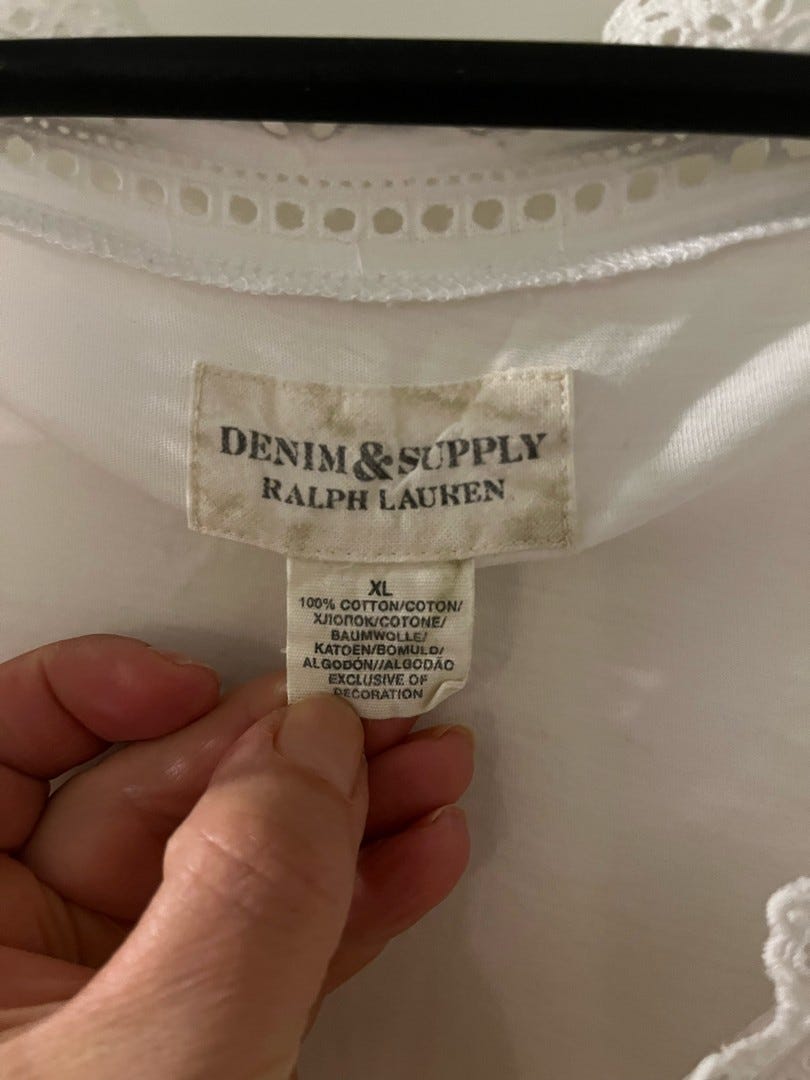 DENIM & SUPPLY
RALPH LAUREN
XL
100% COTTON/COTON/
ХЛОПОК/COTONE/
BAUMWOLLE/
KATOEN/BOMULD/
ALGODÓN//ALGODÃO
EXCLUSIVE OF
DECORATION